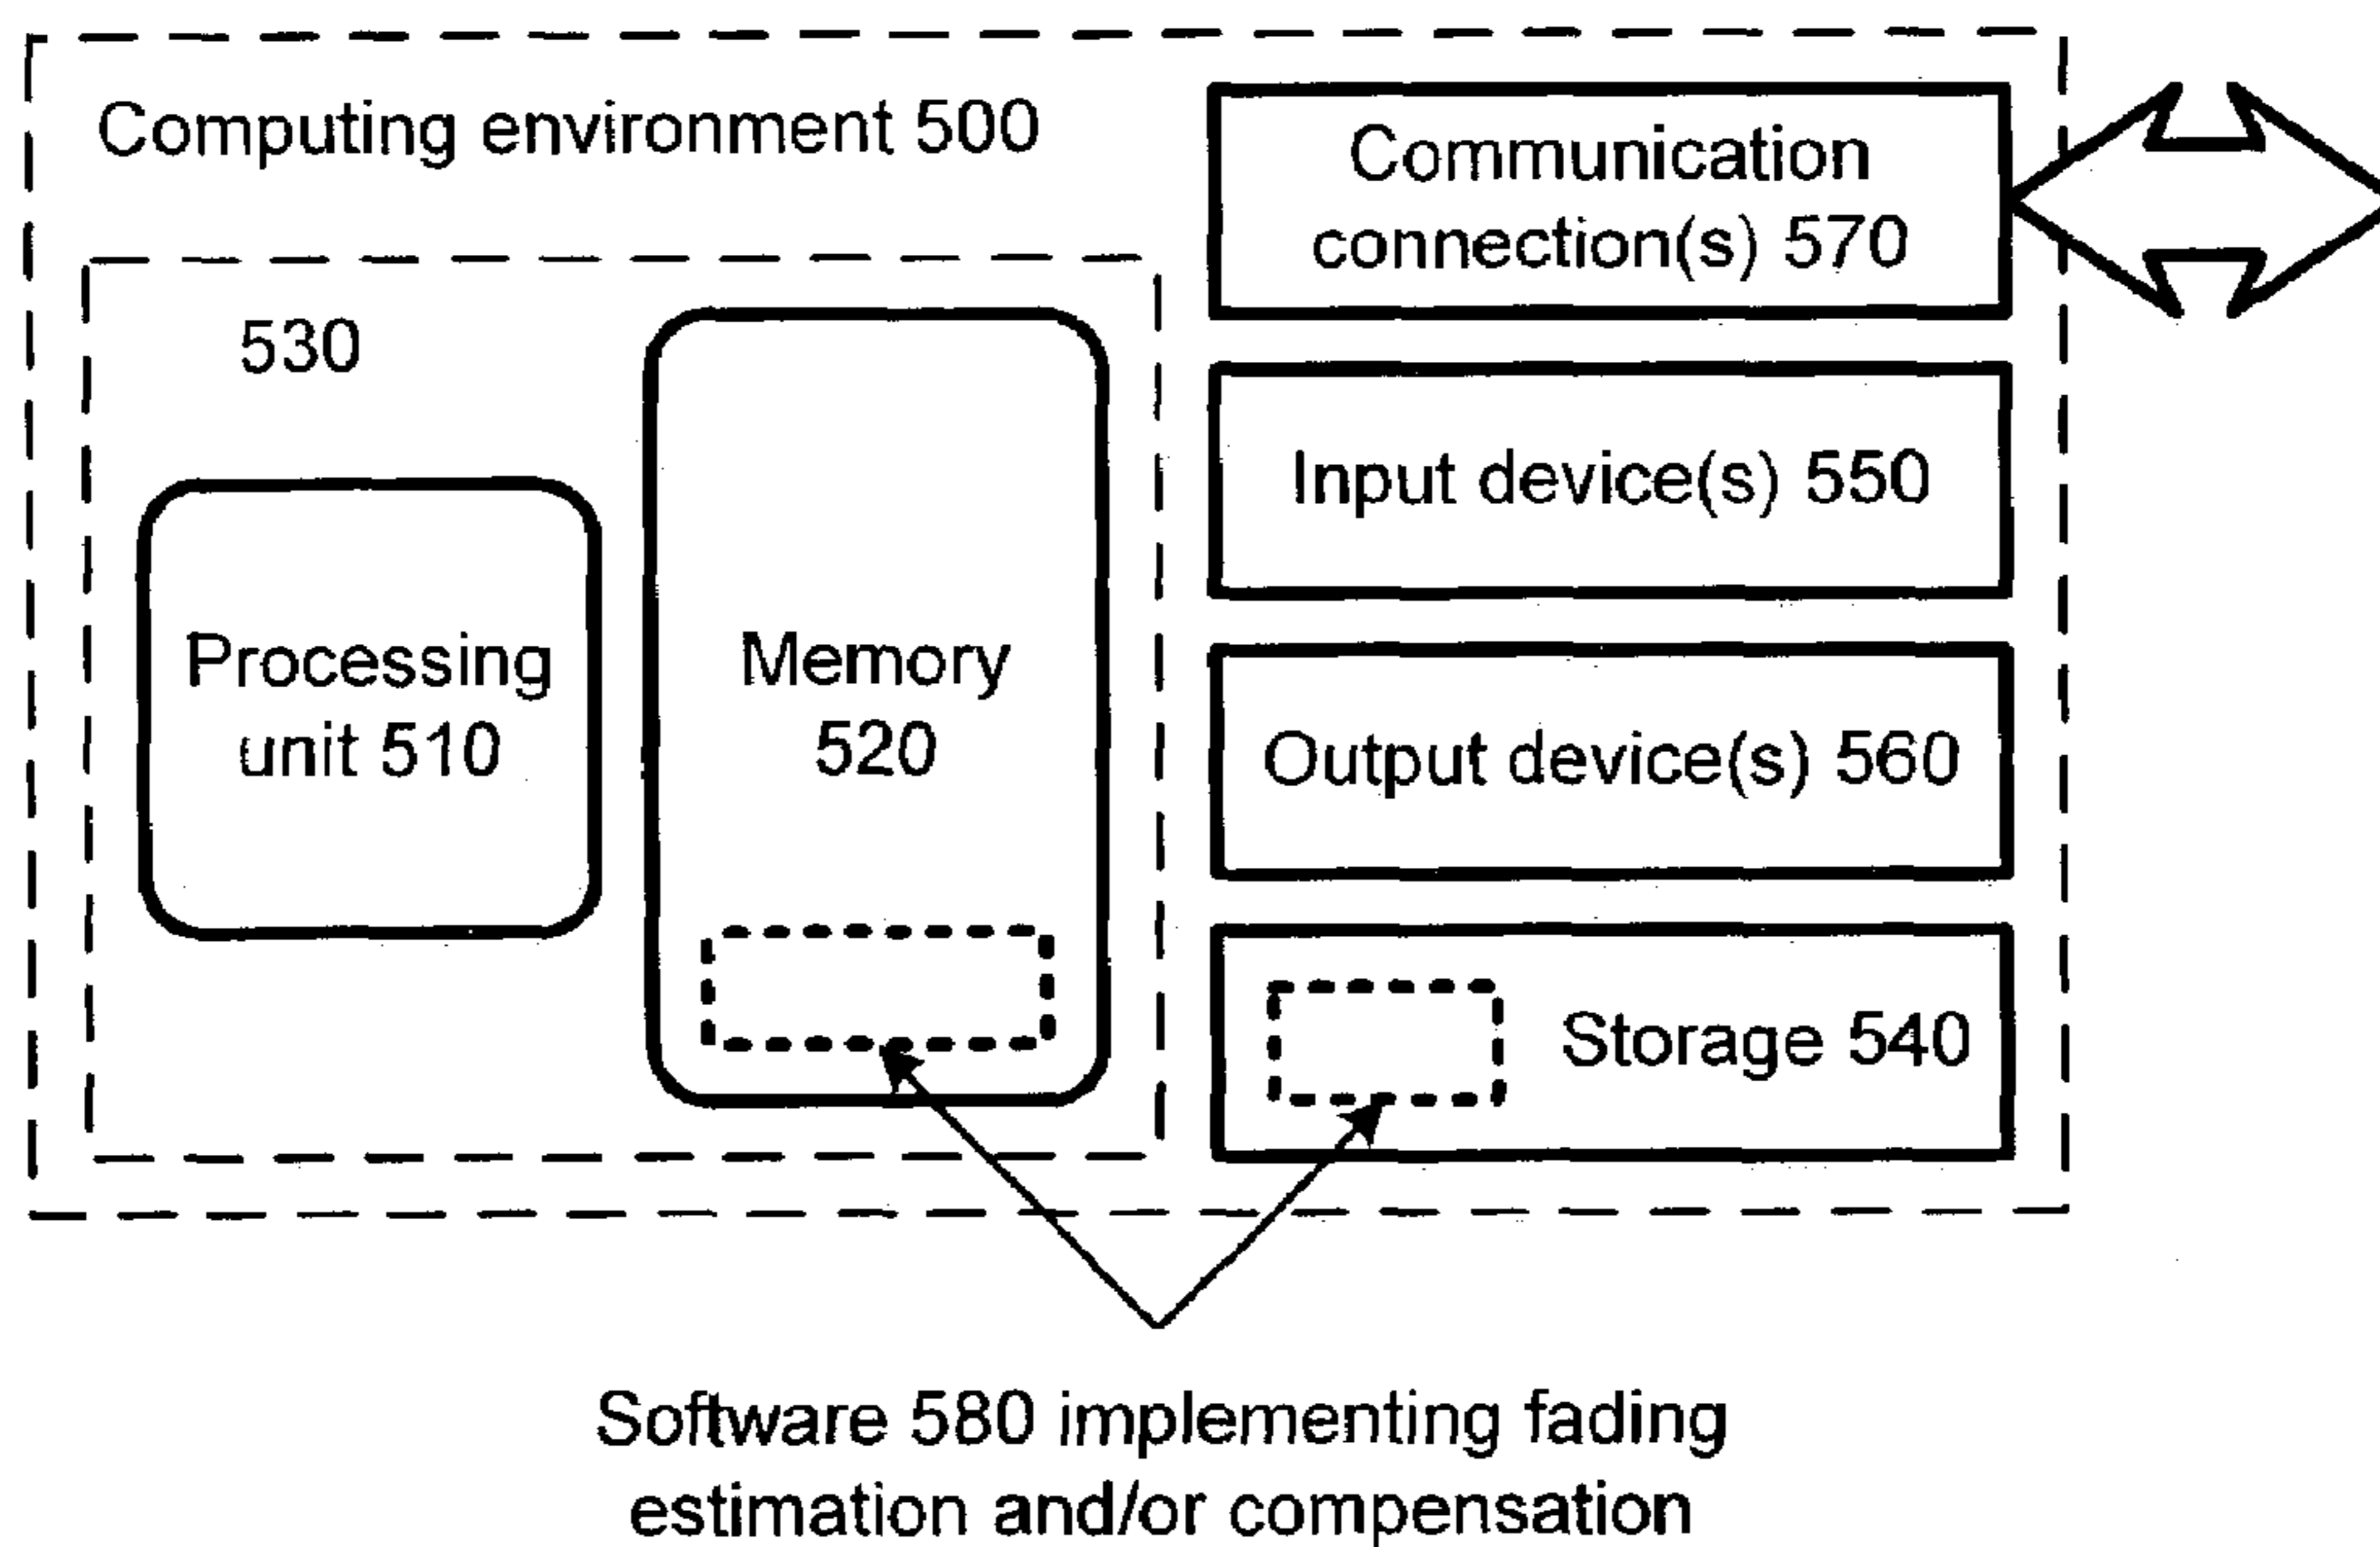 Computing environment 500
Communication
connection(s) 570
530
Input device(s) 550
Processing
unit 510
Memory
520
Output device(s) 560
Storage 540
Software 580 implementing fading
estimation and/or compensation